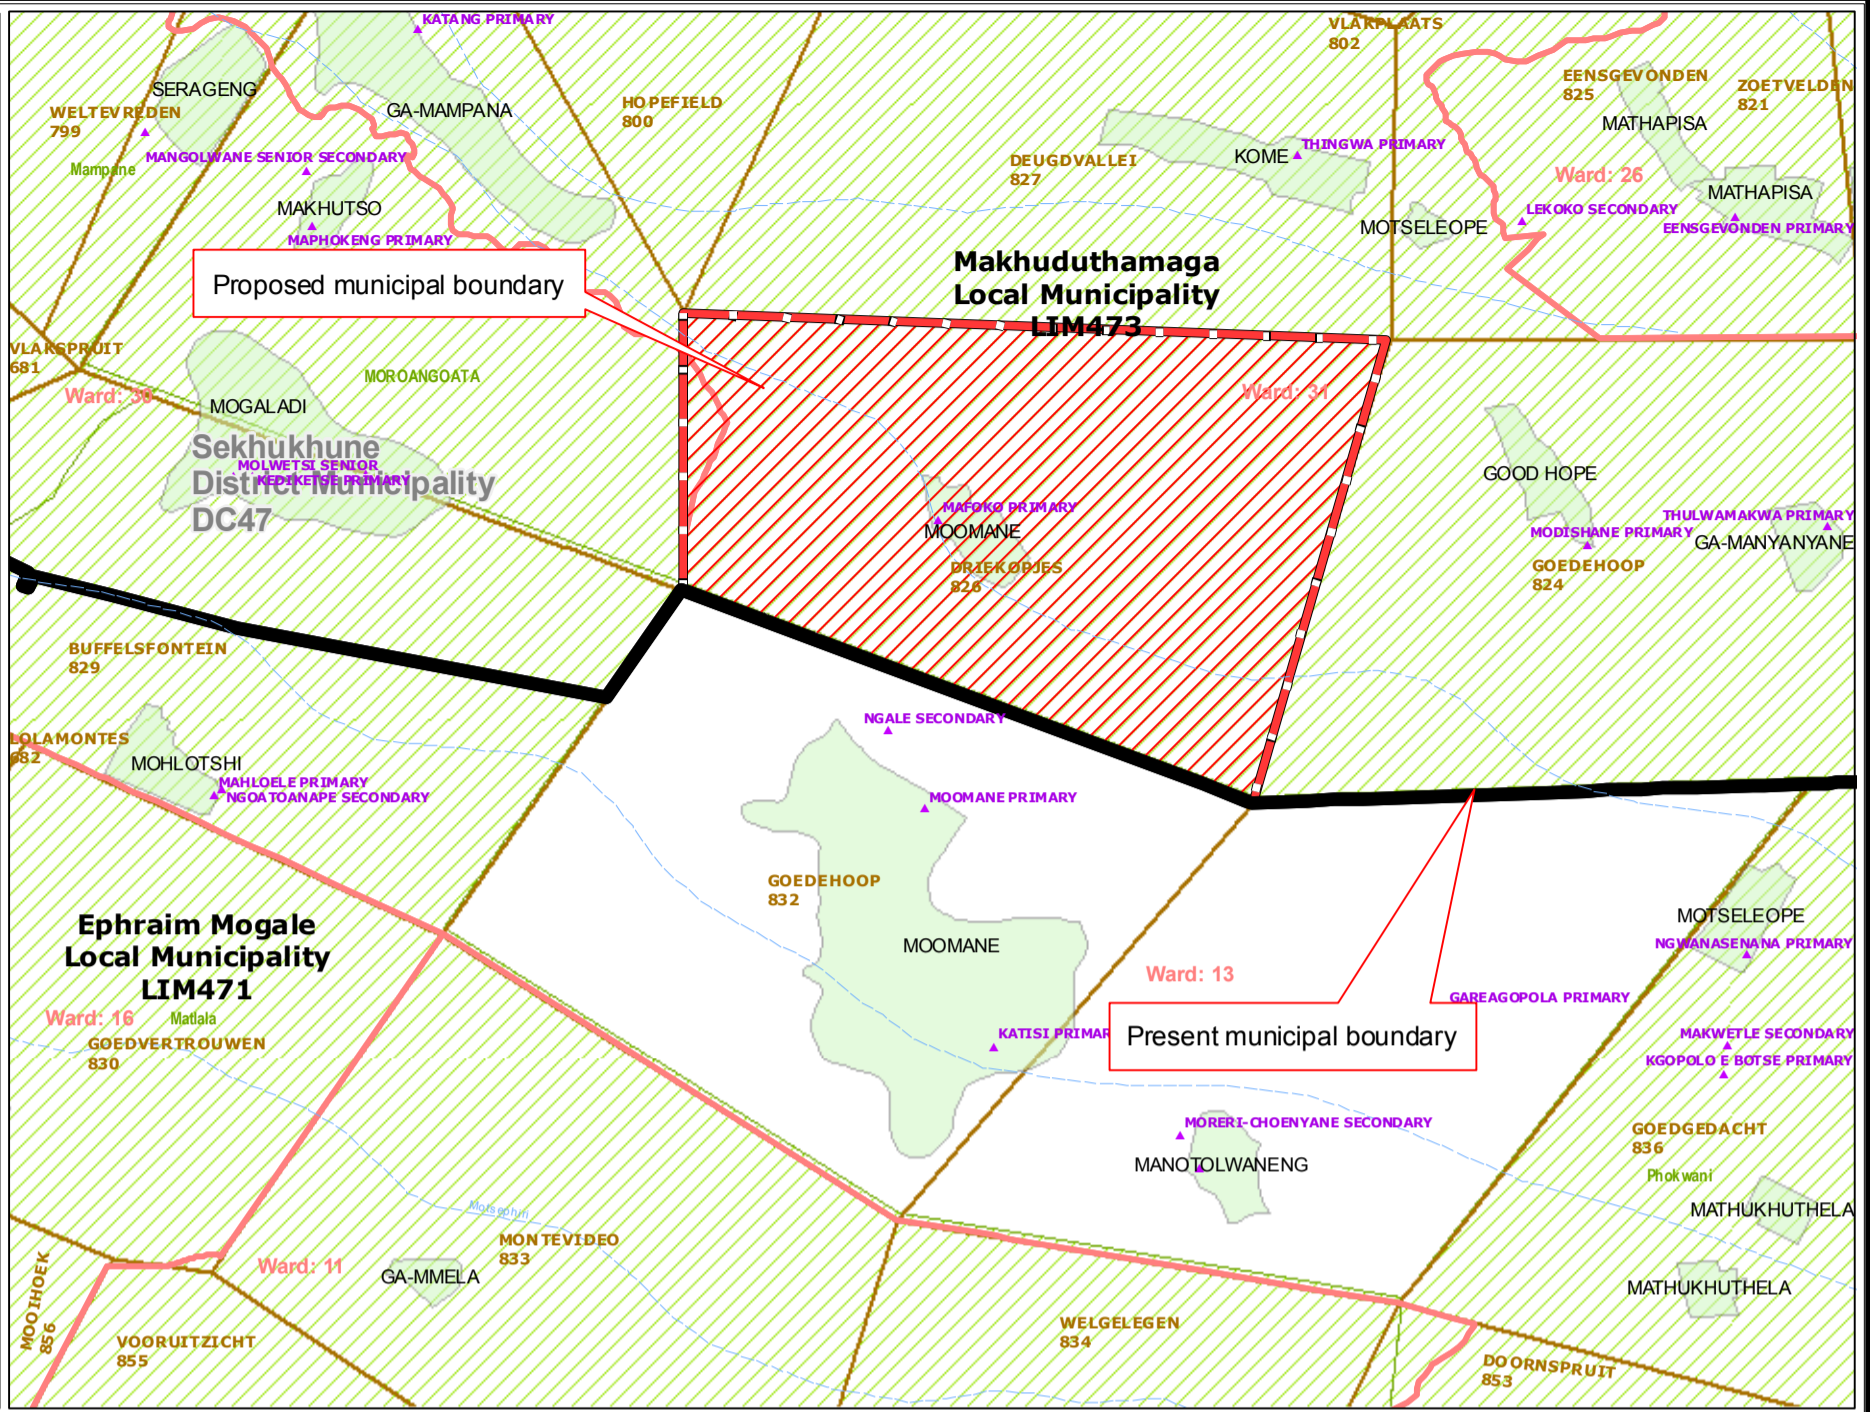 KATANG PRIMARY
VLAKPLAATS
802
SERAGENG
GA-MAMPANA
WELTEVREDEN
799
HOPEFIELD
800
EENSGEVONDEN
825
ZOETVELDEN
821
MATHAPISA
MANGOLWANE SENIOR SECONDARY
Mampane
DEUGDVALLEI
827
KOME
THINGWA PRIMARY
Ward: 26
MATHAPISA
MAKHUTSO
MAPHOKENG PRIMARY
MOTSELEOPE
LEKOKO SECONDARY
EENSGEVONDEN PRIMARY
Proposed municipal boundary
Makhuduthamaga
Local Municipality
LIM473
VLAKSPRUIT
681
Ward: 30
MOROANGOATA
MOGALADI
Ward: 31
Sekhukhune
District Municipality
DC47
MOLWETSI SENIOR
KEDIKETSE PRIMARY
GOOD HOPE
MAFOKO PRIMARY
MOOMANE
DRIEKOPJES
826
THULWAMAKWA PRIMARY
MODISHANE PRIMARY
GA-MANYANYANE
GOEDEHOOP
824
BUFFELSFONTEIN
829
LOLAMONTES
682
MOHLOTSHI
MAHLOELE PRIMARY
NGOATOANAPE SECONDARY
NGALE SECONDARY
MOOMANE PRIMARY
GOEDEHOOP
832
MOOMANE
Ephraim Mogale
Local Municipality
LIM471
Ward: 16
Matlala
GOEDVERTROUWEN
830
Ward: 13
MOTSELEOPE
NGWANASENANA PRIMARY
GAREAGOPOLA PRIMARY
KATISI PRIMAR
Present municipal boundary
MAKWETLE SECONDARY
KGOPOLO E BOTSE PRIMARY
MORERI-CHOENYANE SECONDARY
MANOTOLWANENG
GOEDGEDACHT
836
Phokwani
MATHUKHUTHELA
MATHUKHUTHELA
Motsephiri
MONTEVIDEO
833
Ward: 11
GA-MMELA
MOOIHOEK
856
VOORUITZICHT
855
WELGELEGEN
834
DOORNSPRUIT
853